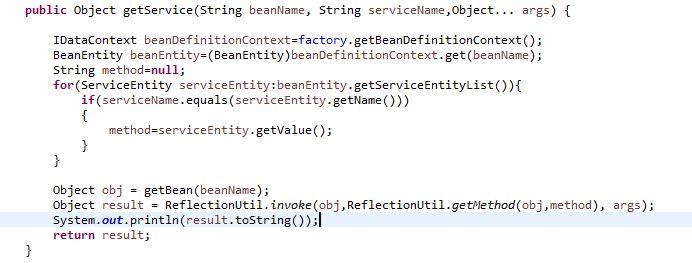 public Object getService(String beanName, String serviceName,Object... args) {
IDataContext beanDefinitionContext=factory.getBeanDefinitionContext();
BeanEntity beanEntity=(BeanEntity)beanDefinitionContext.get(beanName);
String method=null;
for(ServiceEntity serviceEntity:beanEntity.getServiceEntityList()){
if(serviceName.equals(serviceEntity.getName()))
{
method=serviceEntity.getValue();
}
}
Object obj = getBean(beanName);
Object result = ReflectionUtil.invoke(obj,ReflectionUtil.getMethod(obj,method), args);
System.out.println(result.toString());
return result;
}